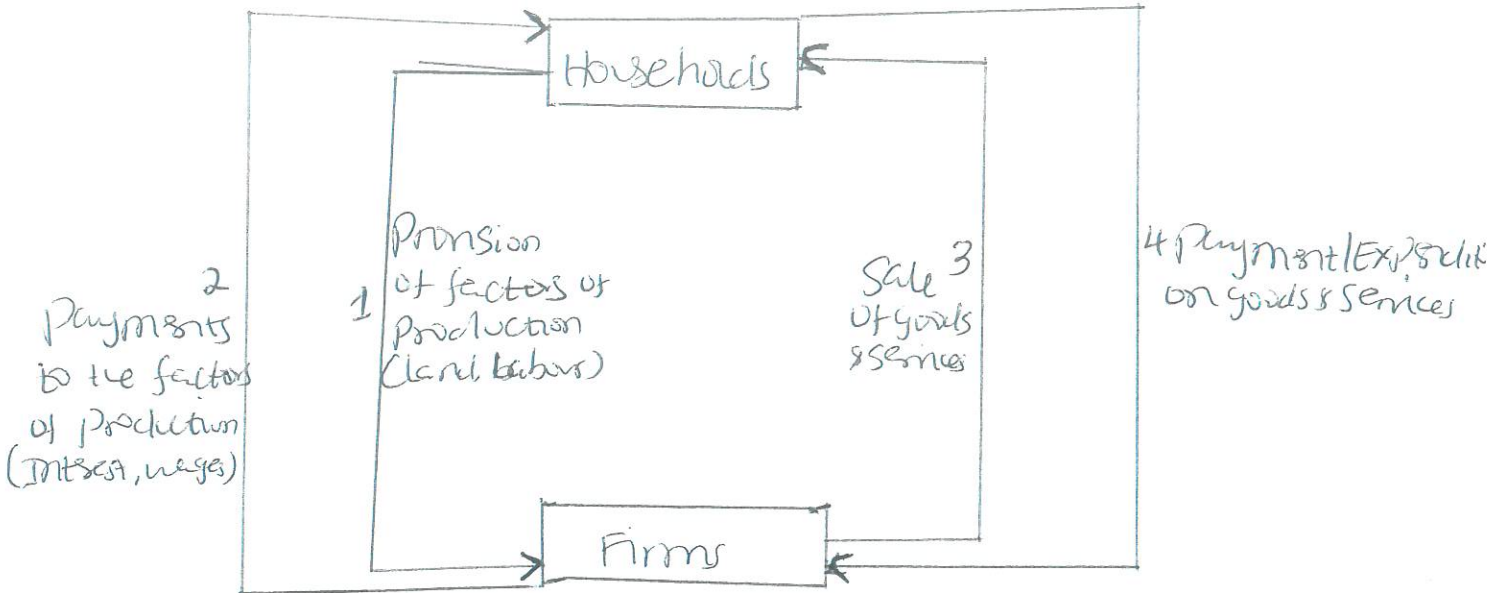 Households
2
Payments
to the factors
of production
(Interest, wages)
1
Provision
of factors of
production
(land, labour)
Sale 3
of goods
& services
4 Payment/
on goods & services
Firms